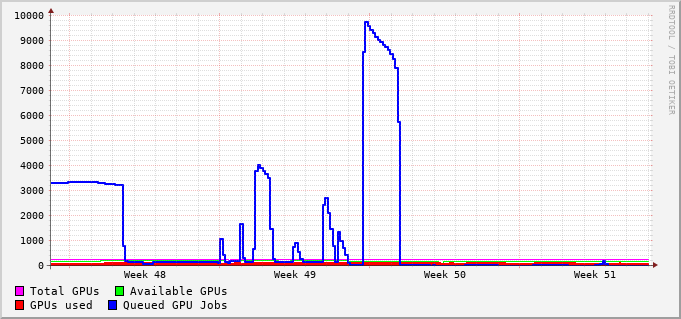 10000
9000
8000
7000
6000
5000
4000
3000
2000
1000
0
Week 48 Week 49 Week 50 Week 51
Total GPUs Available GPUs
GPUs used Queued GPU Jobs
RRDTOOL / TOBI OETIKER